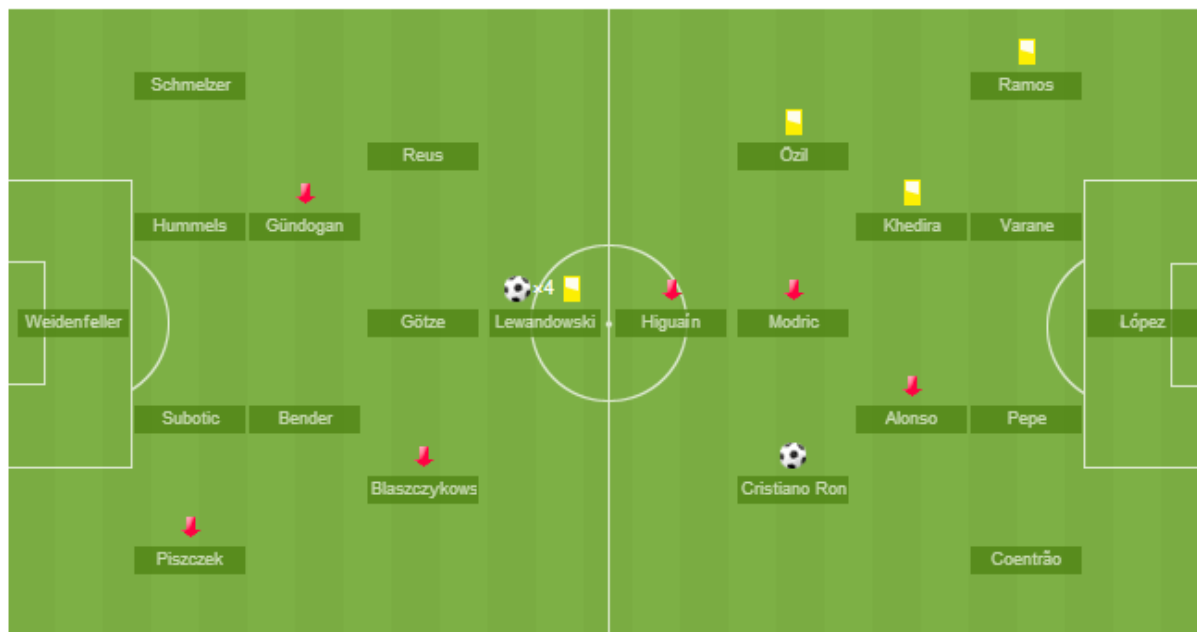 Schmelzer
Ramos
Reus
Özil
Hummels
Gündogan
Khedira
Varane
×4
Weidenfeller
Götze
Lewandowski
Higuaín
Modric
López
Subotic
Bender
Alonso
Pepe
Blaszczykows
Cristiano Ron
Piszczek
Coentrão